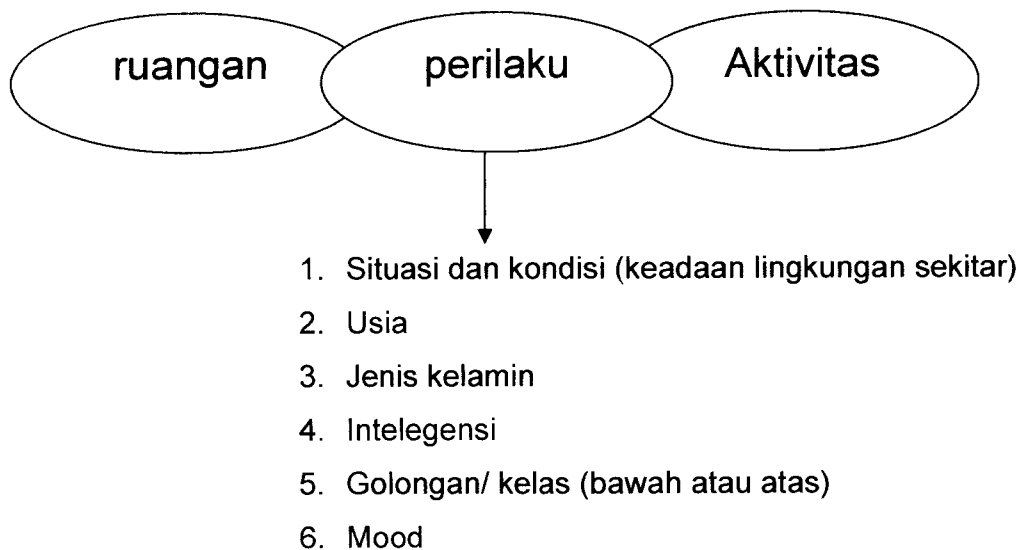 ruangan perilaku Aktivitas
1. Situasi dan kondisi (keadaan lingkungan sekitar)
2. Usia
3. Jenis kelamin
4. Intelegensi
5. Golongan/ kelas (bawah atau atas)
6. Mood